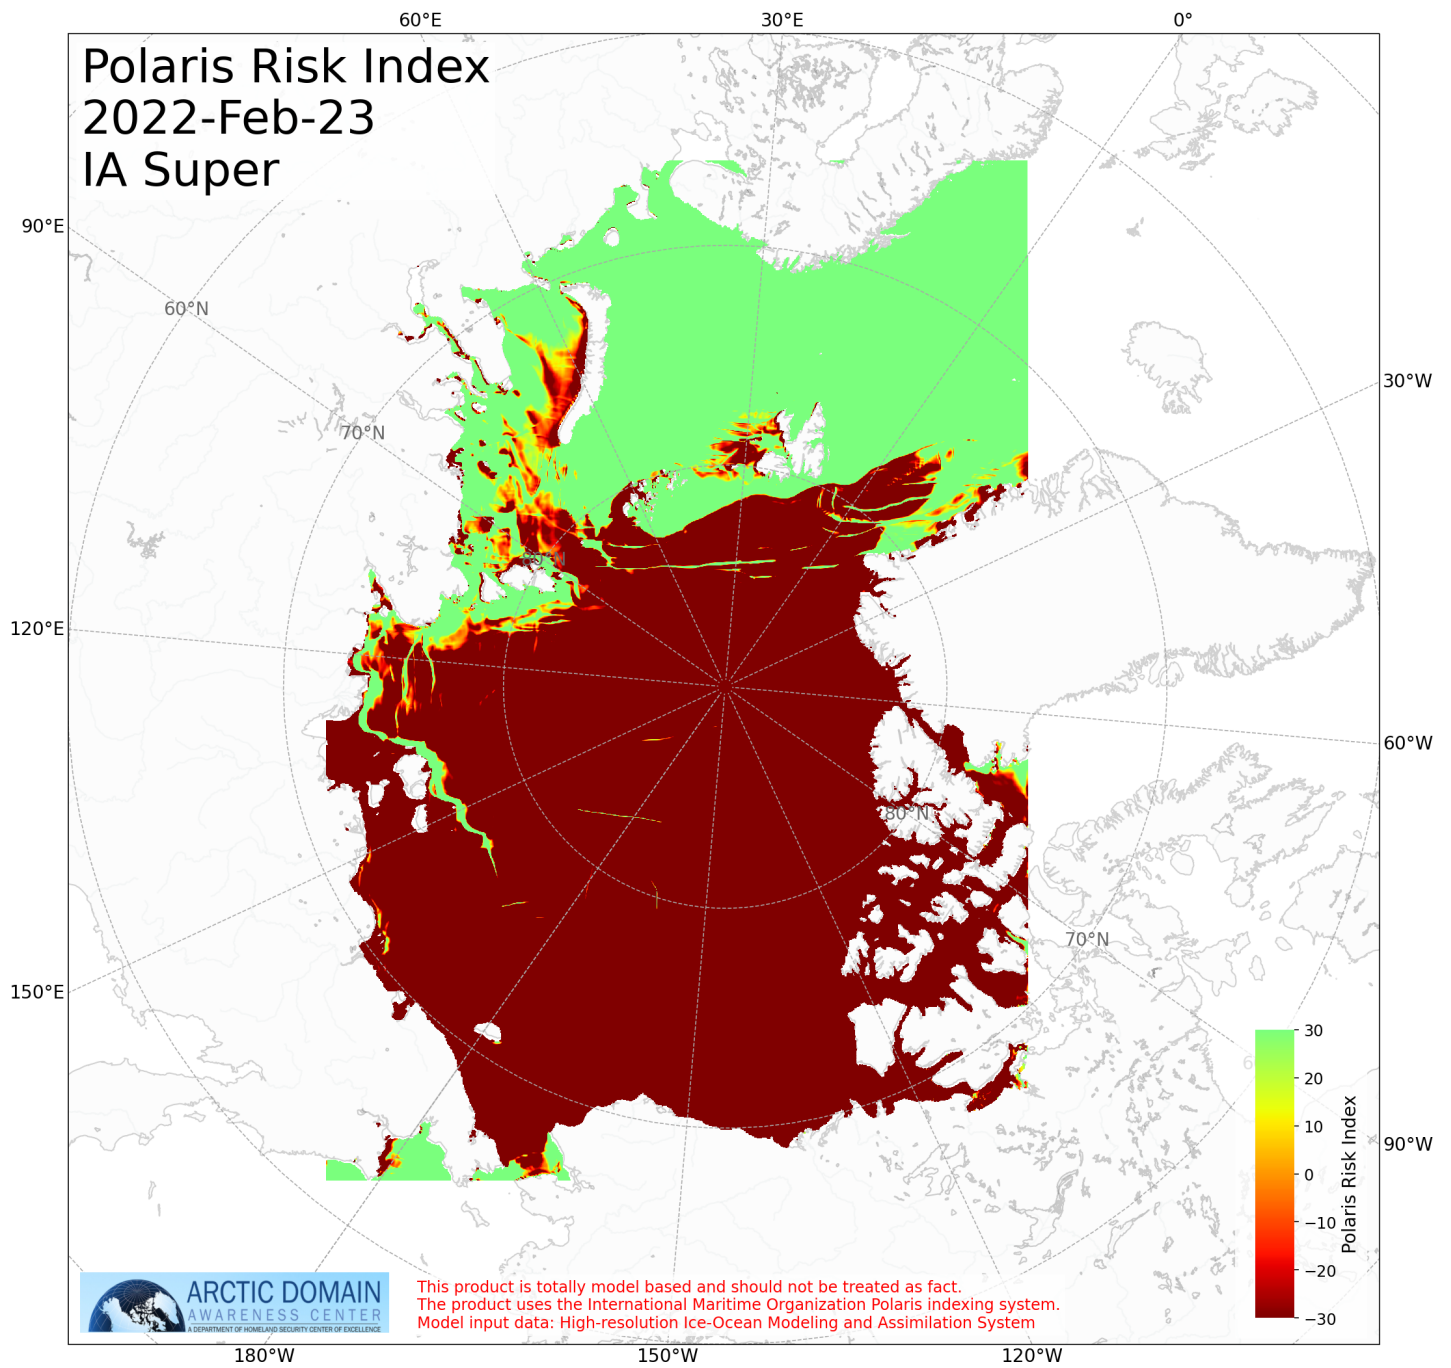 60°E 30°E 0°
Polaris Risk Index
2022-Feb-23
IA Super
90°E
60°N
30°W
70°N
80°N
120°E
60°W
80°N
70°N
150°E
30
20
10
0
−10
−20
−30
Polaris Risk Index
90°W
ARCTIC DOMAIN
AWARENESS CENTER
A DEPARTMENT OF HOMELAND SECURITY CENTER OF EXCELLENCE
This product is totally model based and should not be treated as fact.
The product uses the International Maritime Organization Polaris indexing system.
Model input data: High-resolution Ice-Ocean Modeling and Assimilation System
180°W 150°W 120°W